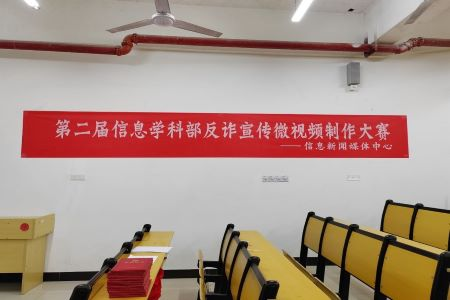 第二届信息学科部反诈宣传微视频制作大赛
——信息新闻媒体中心